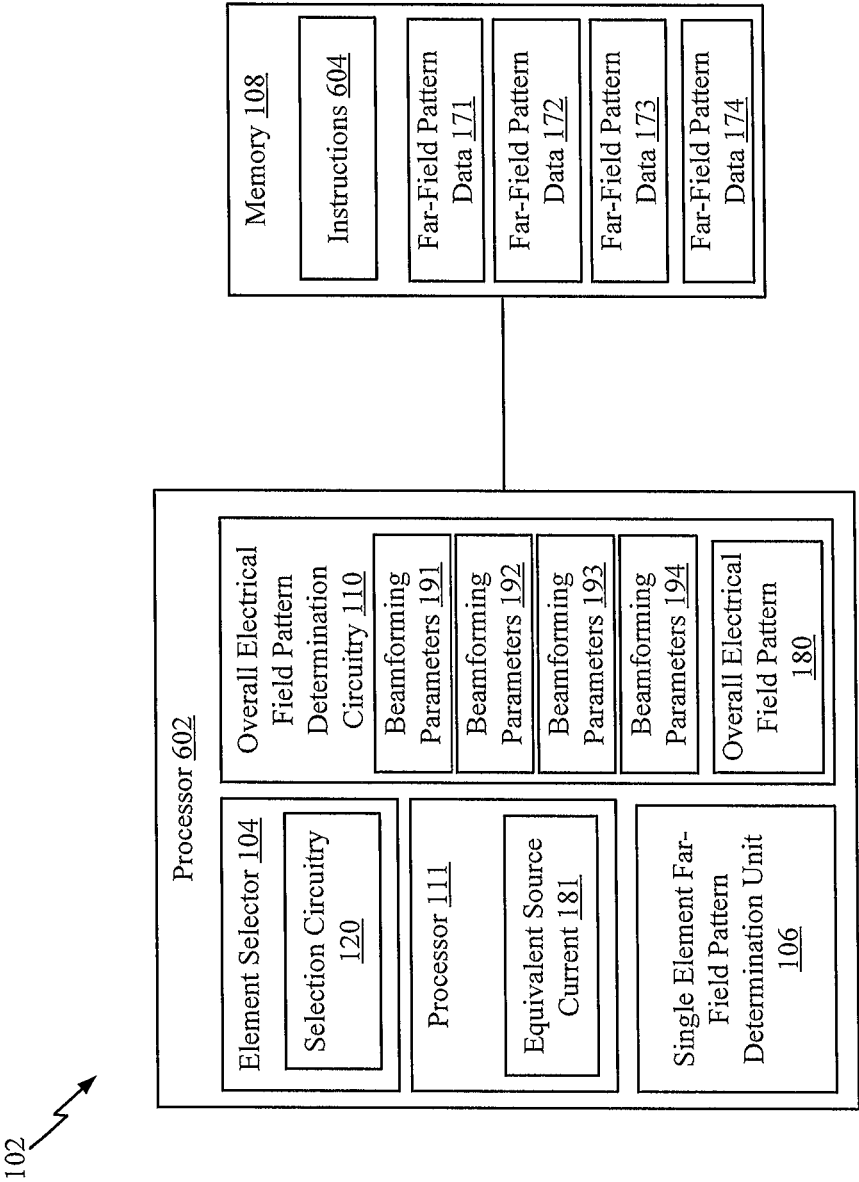 102
Processor 602
Element Selector 104
Selection Circuitry
120
Processor 111
Equivalent Source
Current 181
Single Element Far-
Field Pattern
Determination Unit
106
Overall Electrical
Field Pattern
Determination
Circuitry 110
Beamforming
Parameters 191
Beamforming
Parameters 192
Beamforming
Parameters 193
Beamforming
Parameters 194
Overall Electrical
Field Pattern
180
Memory 108
Instructions 604
Far-Field Pattern
Data 171
Far-Field Pattern
Data 172
Far-Field Pattern
Data 173
Far-Field Pattern
Data 174